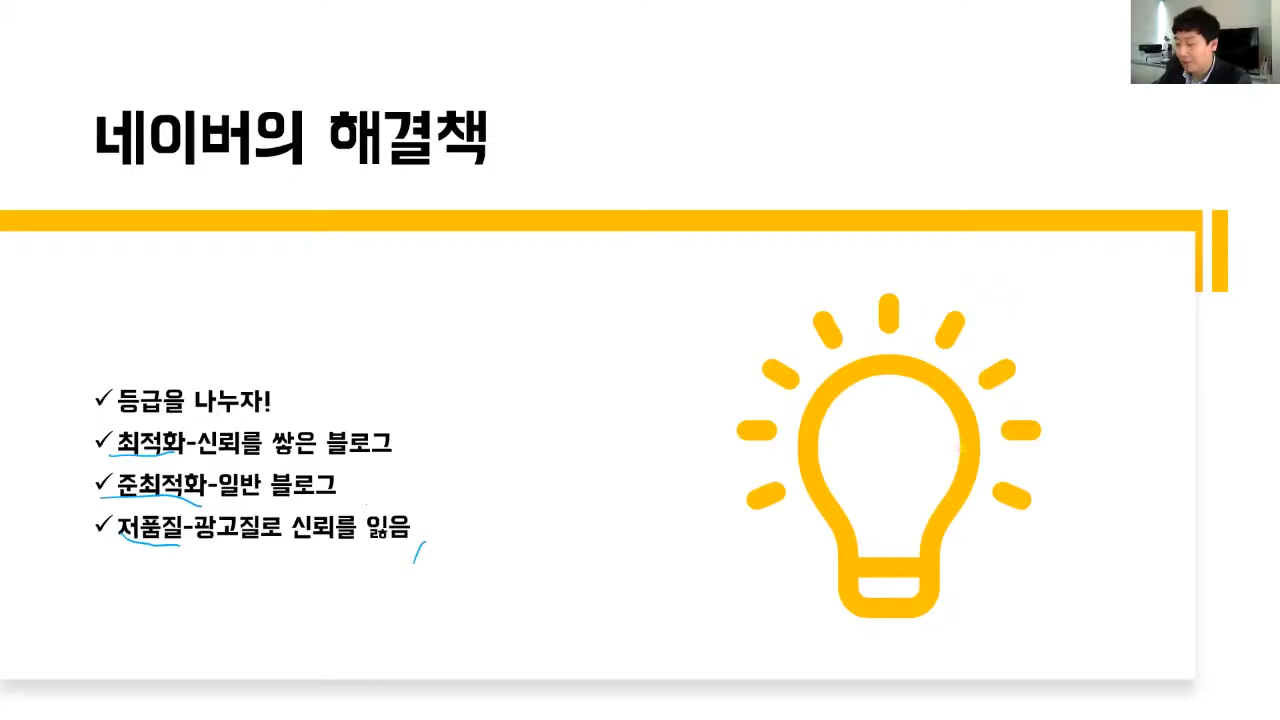 네이버의 해결책
등급을 나누자!
최적화-신뢰를 쌓은 블로그
준최적화-일반 블로그
저품질-광고질로 신뢰를 잃음